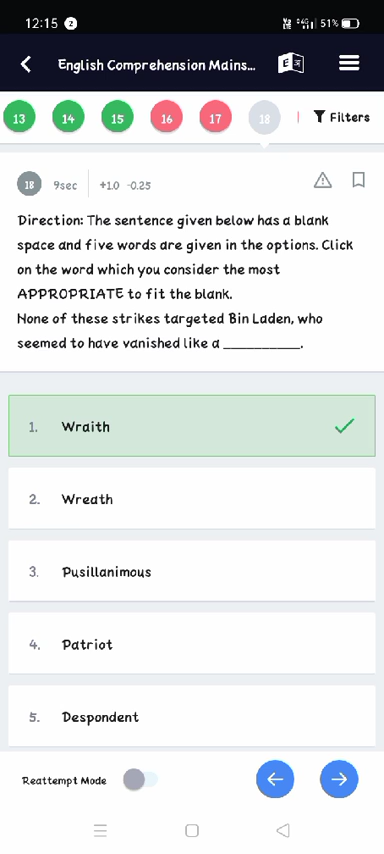 12:15 2 51%
English Comprehension Mains...
13 14 15 16 17 18 Filters
18 9sec +1.0 -0.25
Direction: The sentence given below has a blank
space and five words are given in the options. Click
on the word which you consider the most
APPROPRIATE to fit the blank.
None of these strikes targeted Bin Laden, who
seemed to have vanished like a __________.
1. Wraith
2. Wreath
3. Pusillanimous
4. Patriot
5. Despondent
Reattempt Mode